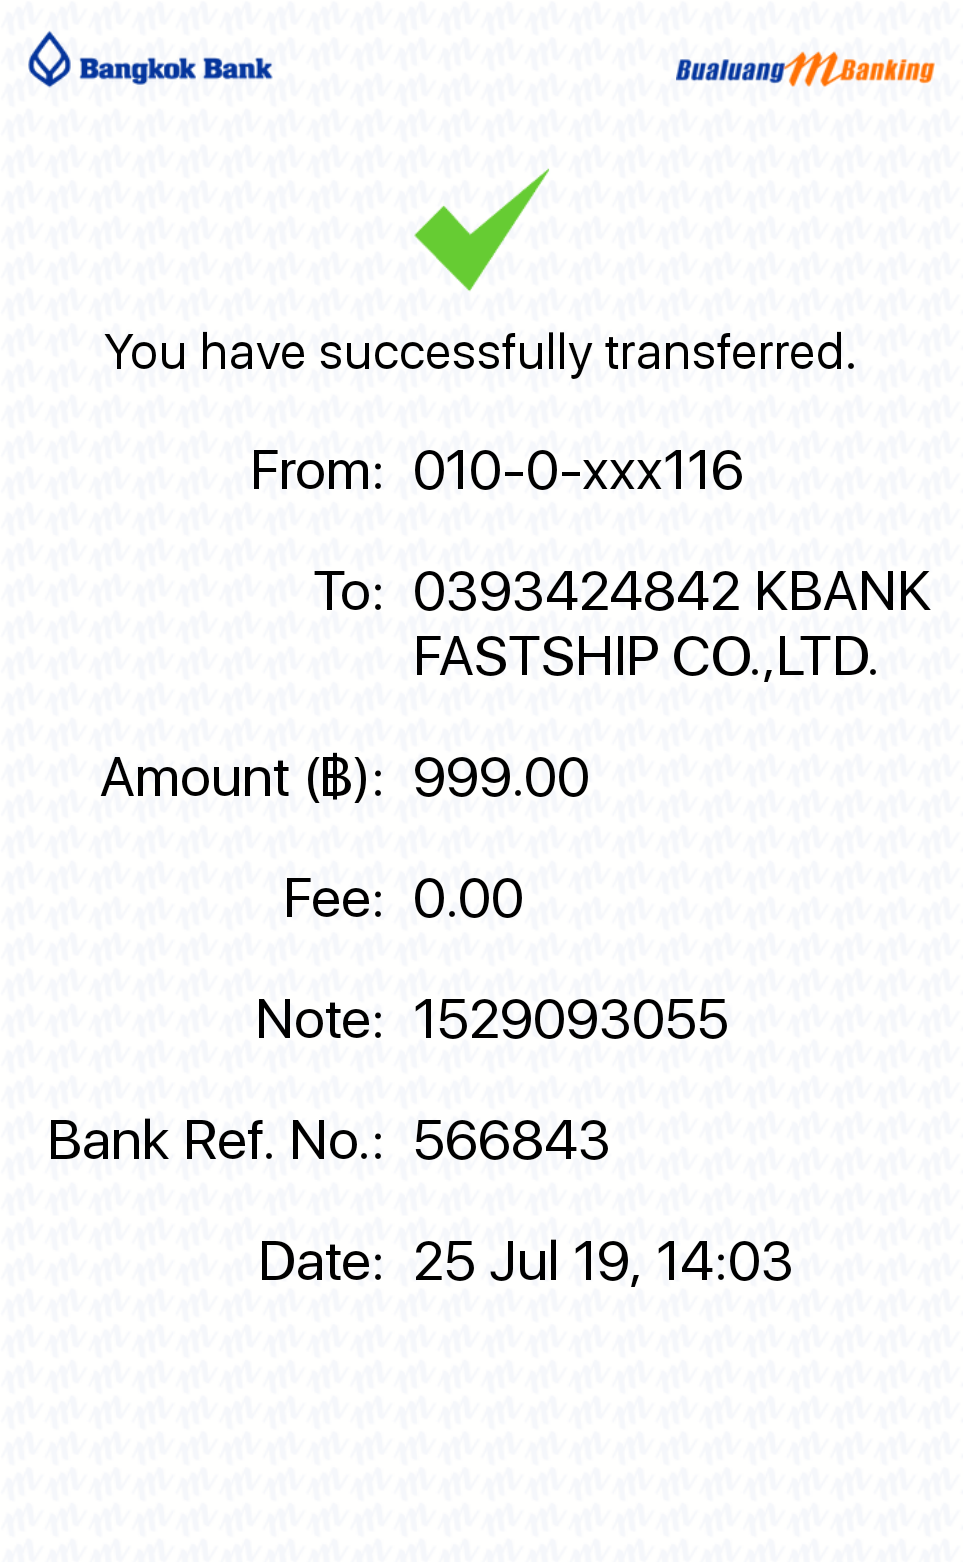 Bangkok Bank
Bualuang m Banking
You have successfully transferred.
From: 010-0-xxx116
To: 0393424842 KBANK
FASTSHIP CO.,LTD.
Amount (฿): 999.00
Fee: 0.00
Note: 1529093055
Bank Ref. No.: 566843
Date: 25 Jul 19, 14:03